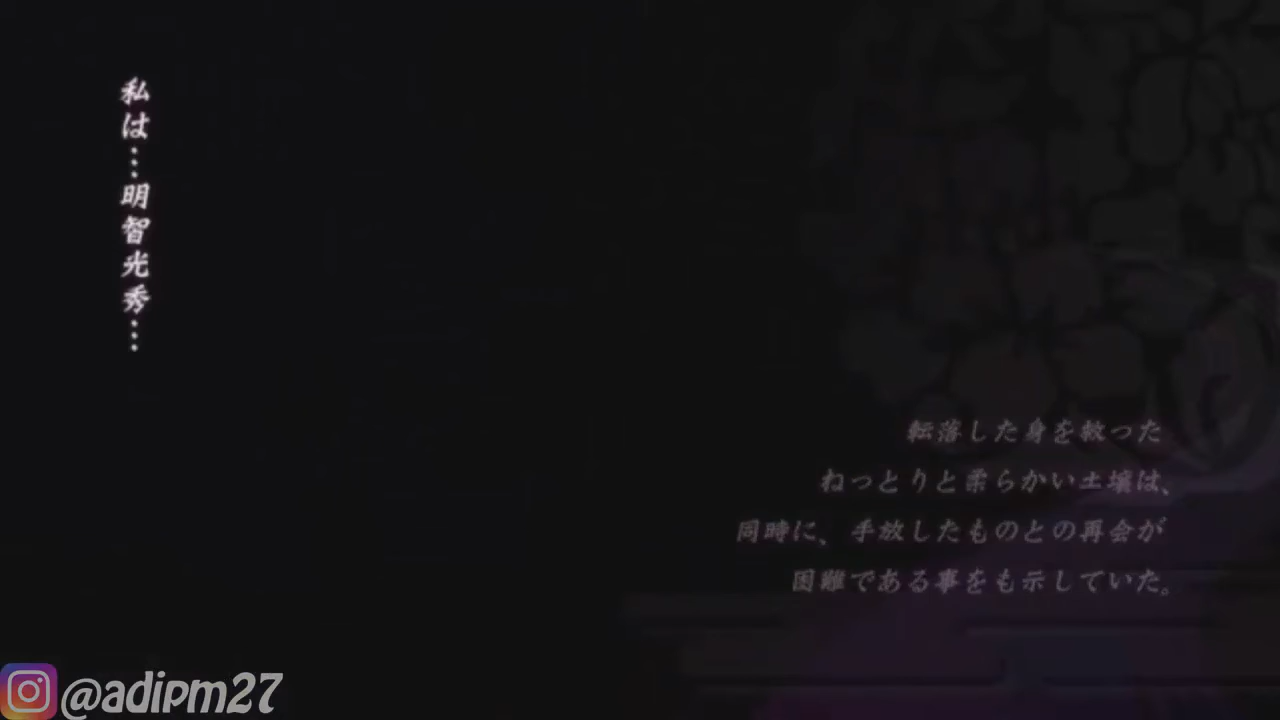 私は…明智光秀…
転落した身を救った
ねっとりと柔らかい土壌は、
同時に、手放したものとの再会が
困難である事をも示していた。
@adipm27